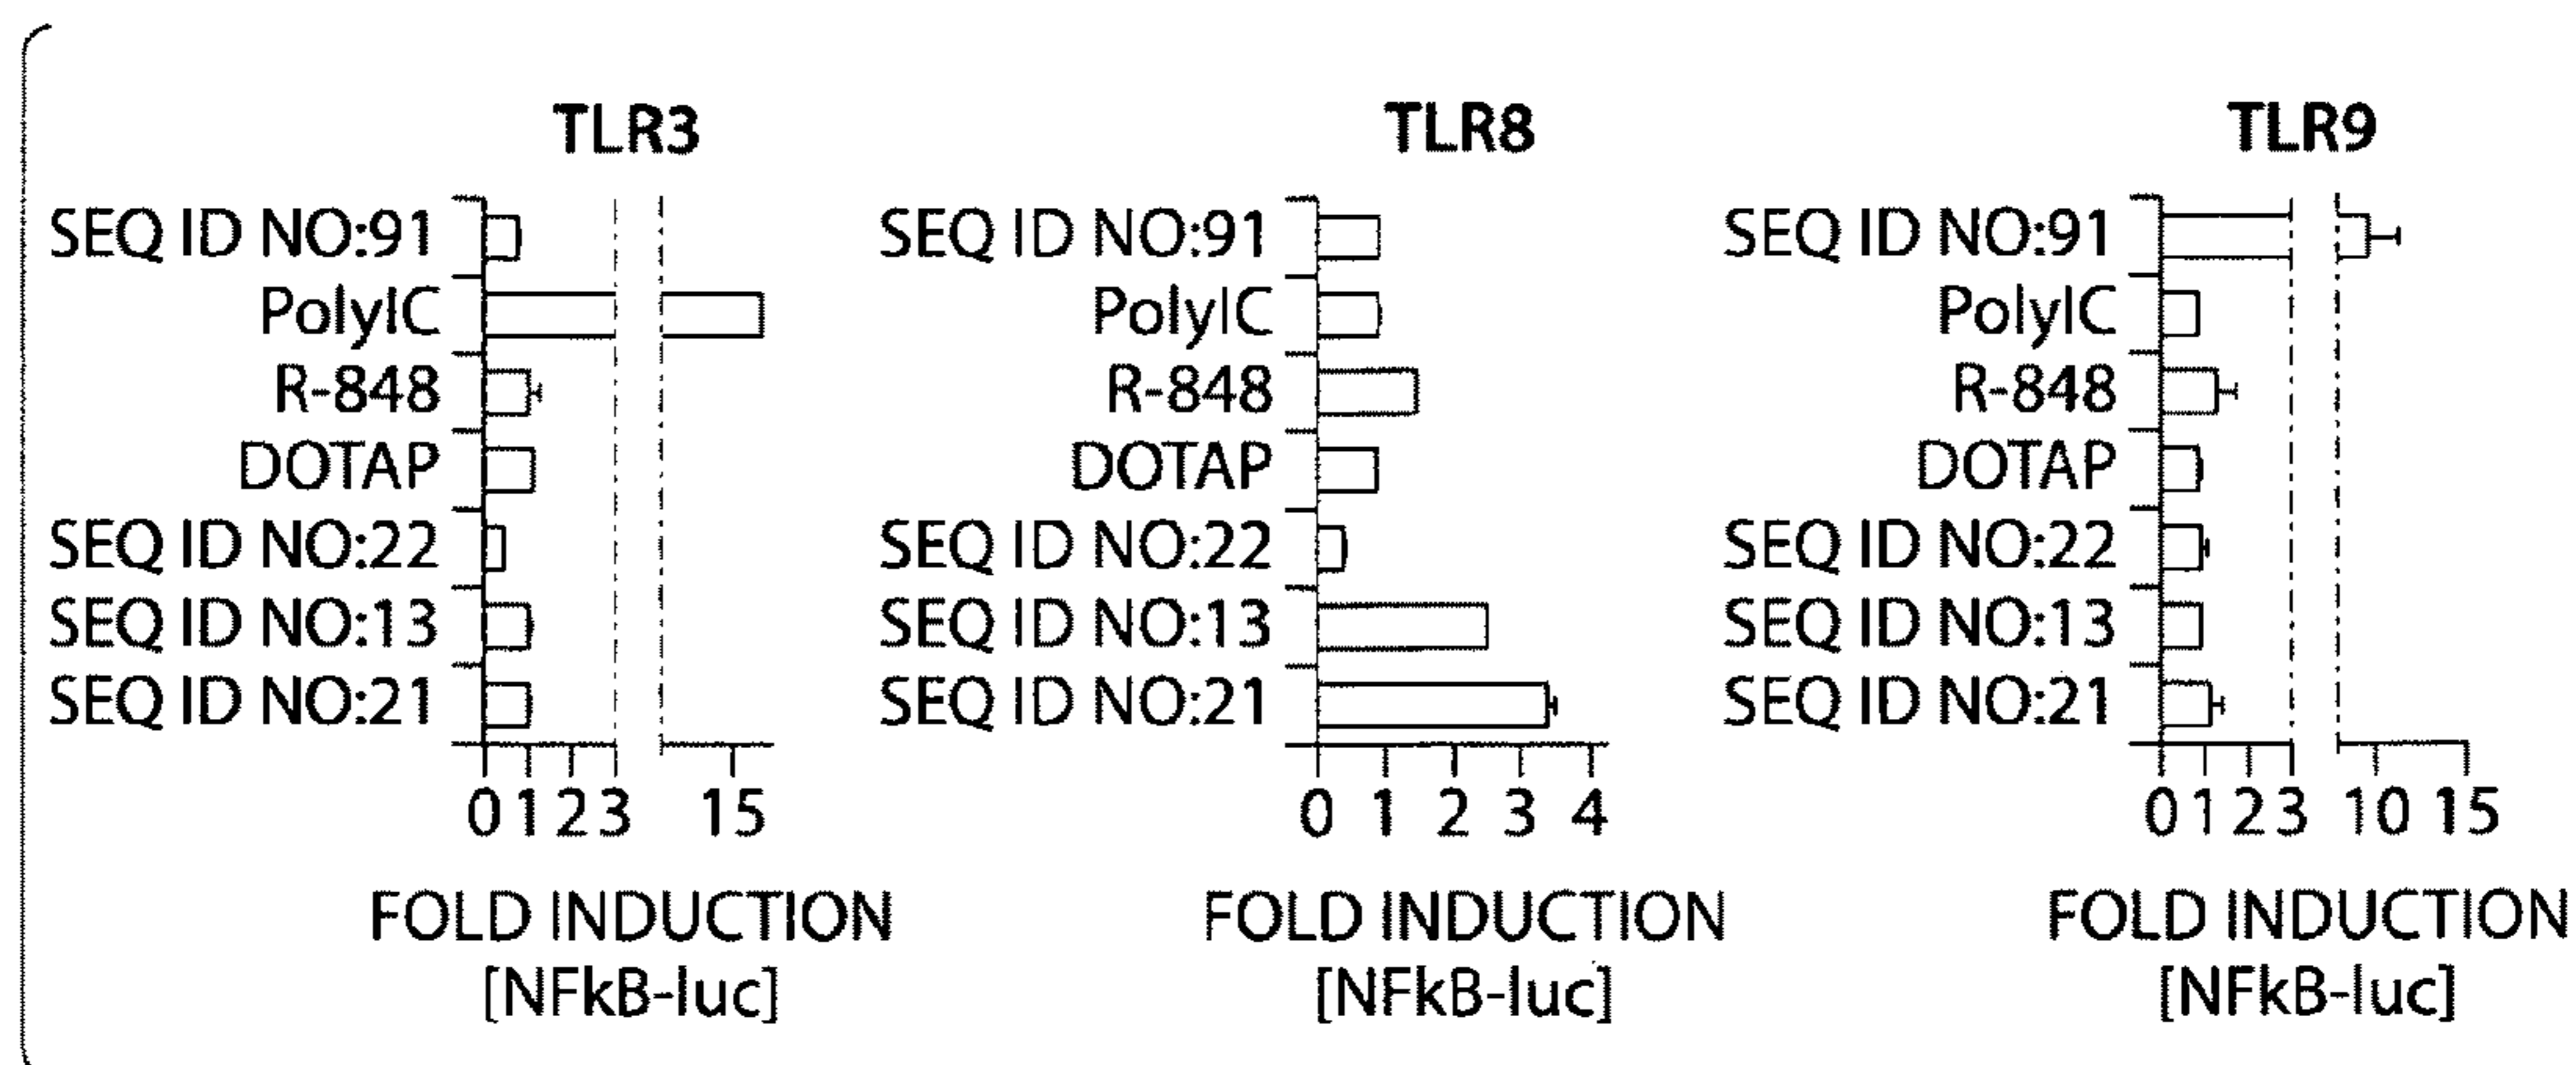 TLR3
SEQ ID NO:91
PolyIC
R-848
DOTAP
SEQ ID NO:22
SEQ ID NO:13
SEQ ID NO:21
0 1 2 3 15
FOLD INDUCTION
[NFkB-luc]
TLR8
SEQ ID NO:91
PolyIC
R-848
DOTAP
SEQ ID NO:22
SEQ ID NO:13
SEQ ID NO:21
0 1 2 3 4
FOLD INDUCTION
[NFkB-luc]
TLR9
SEQ ID NO:91
PolyIC
R-848
DOTAP
SEQ ID NO:22
SEQ ID NO:13
SEQ ID NO:21
0 1 2 3 10 15
FOLD INDUCTION
[NFkB-luc]